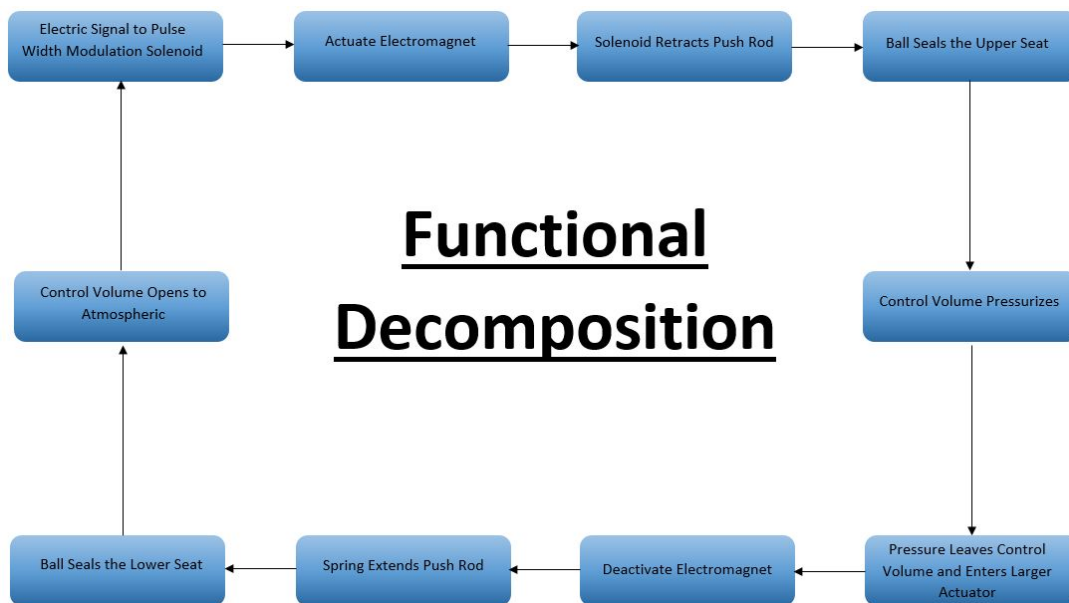 Electric Signal to Pulse
Width Modulation Solenoid
Actuate Electromagnet
Solenoid Retracts Push Rod
Ball Seals the Upper Seat
Functional
Decomposition
Control Volume Opens to
Atmospheric
Control Volume Pressurizes
Ball Seals the Lower Seat
Spring Extends Push Rod
Deactivate Electromagnet
Pressure Leaves Control
Volume and Enters Larger
Actuator